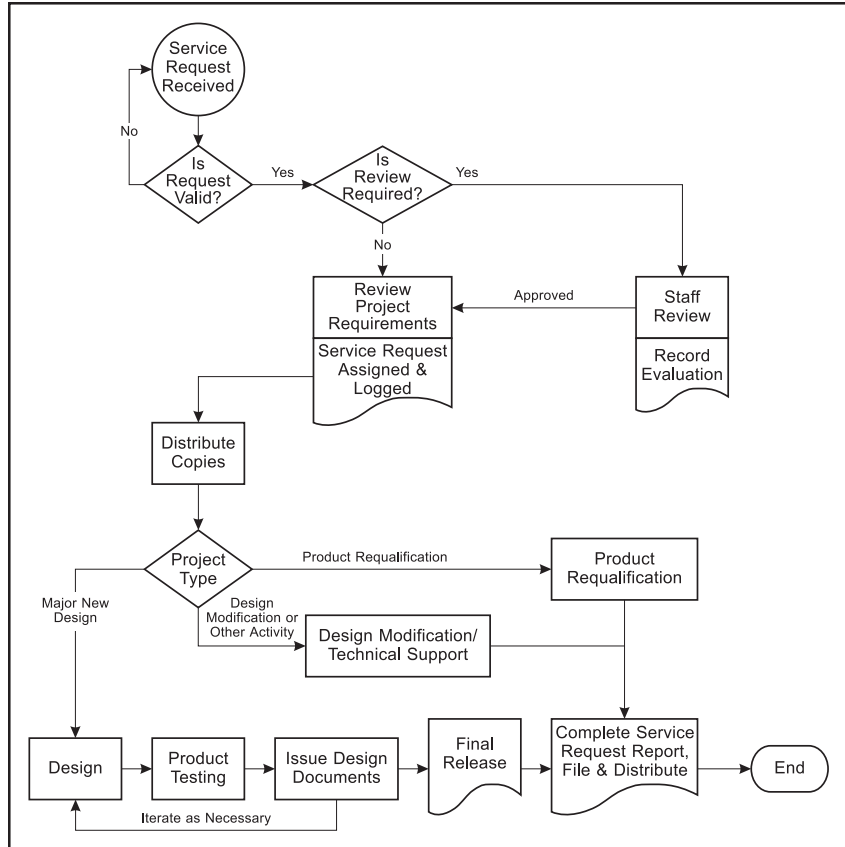 Service
Request
Received
No
Is
Request
Valid?
Yes
Is
Review
Required?
Yes
No
Review
Project
Requirements
Approved
Staff
Review
Service Request
Assigned &
Logged
Record
Evaluation
Distribute
Copies
Project
Type
Product Requalification
Product
Requalification
Major New
Design
Design
Modification or
Other Activity
Design Modification/
Technical Support
Design
Product
Testing
Issue Design
Documents
Final
Release
Complete Service
Request Report,
File & Distribute
End
Iterate as Necessary